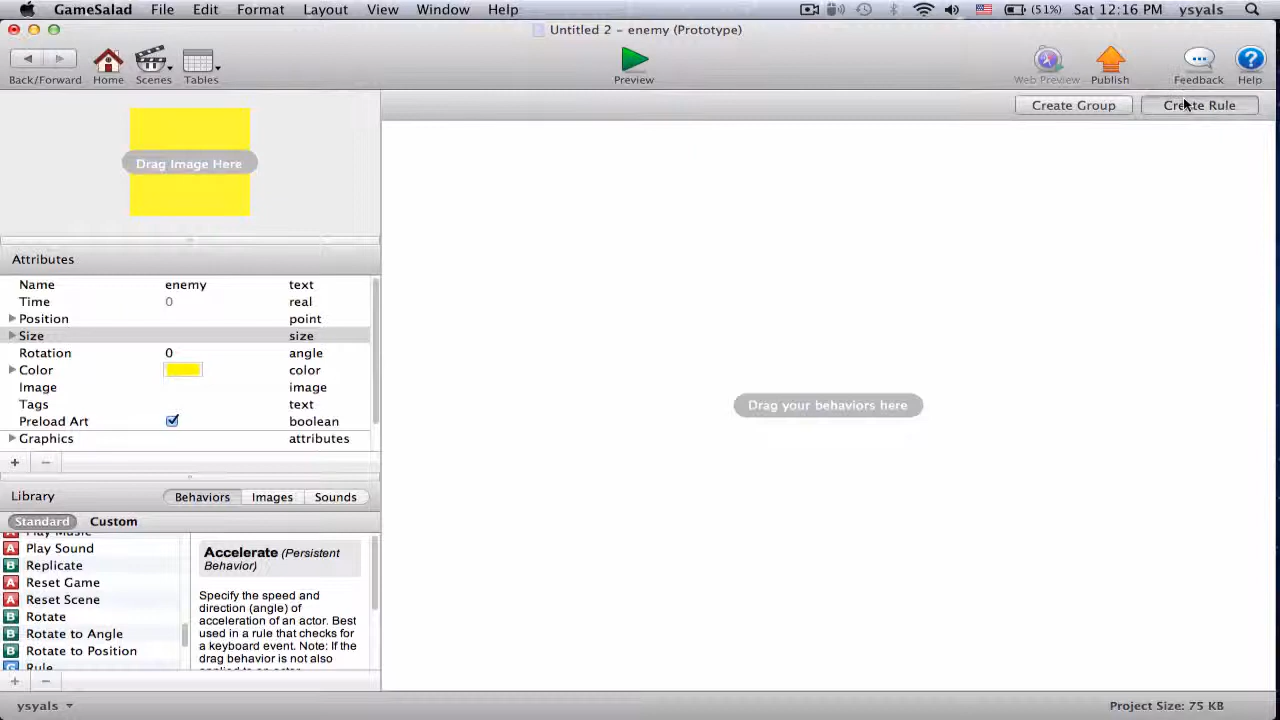 GameSalad File Edit Format Layout View Window Help (51%) Sat 12:16 PM ysyals
Untitled 2 – enemy (Prototype)
Back/Forward Home Scenes Tables Preview Web Preview Publish Feedback Help
Create Group Create Rule
Drag Image Here
Attributes
Name enemy text
Time 0 real
Position point
Size size
Rotation 0 angle
Color color
Image image
Tags text
Preload Art boolean
Graphics attributes
Drag your behaviors here
Library Behaviors Images Sounds
Standard Custom
Play Music
A Play Sound
B Replicate
A Reset Game
A Reset Scene
B Rotate
B Rotate to Angle
B Rotate to Position
G Rule
Accelerate (Persistent
Behavior)
Specify the speed and
direction (angle) of
acceleration of an actor. Best
used in a rule that checks for
a keyboard event. Note: If the
drag behavior is not also
ysyals Project Size: 75 KB